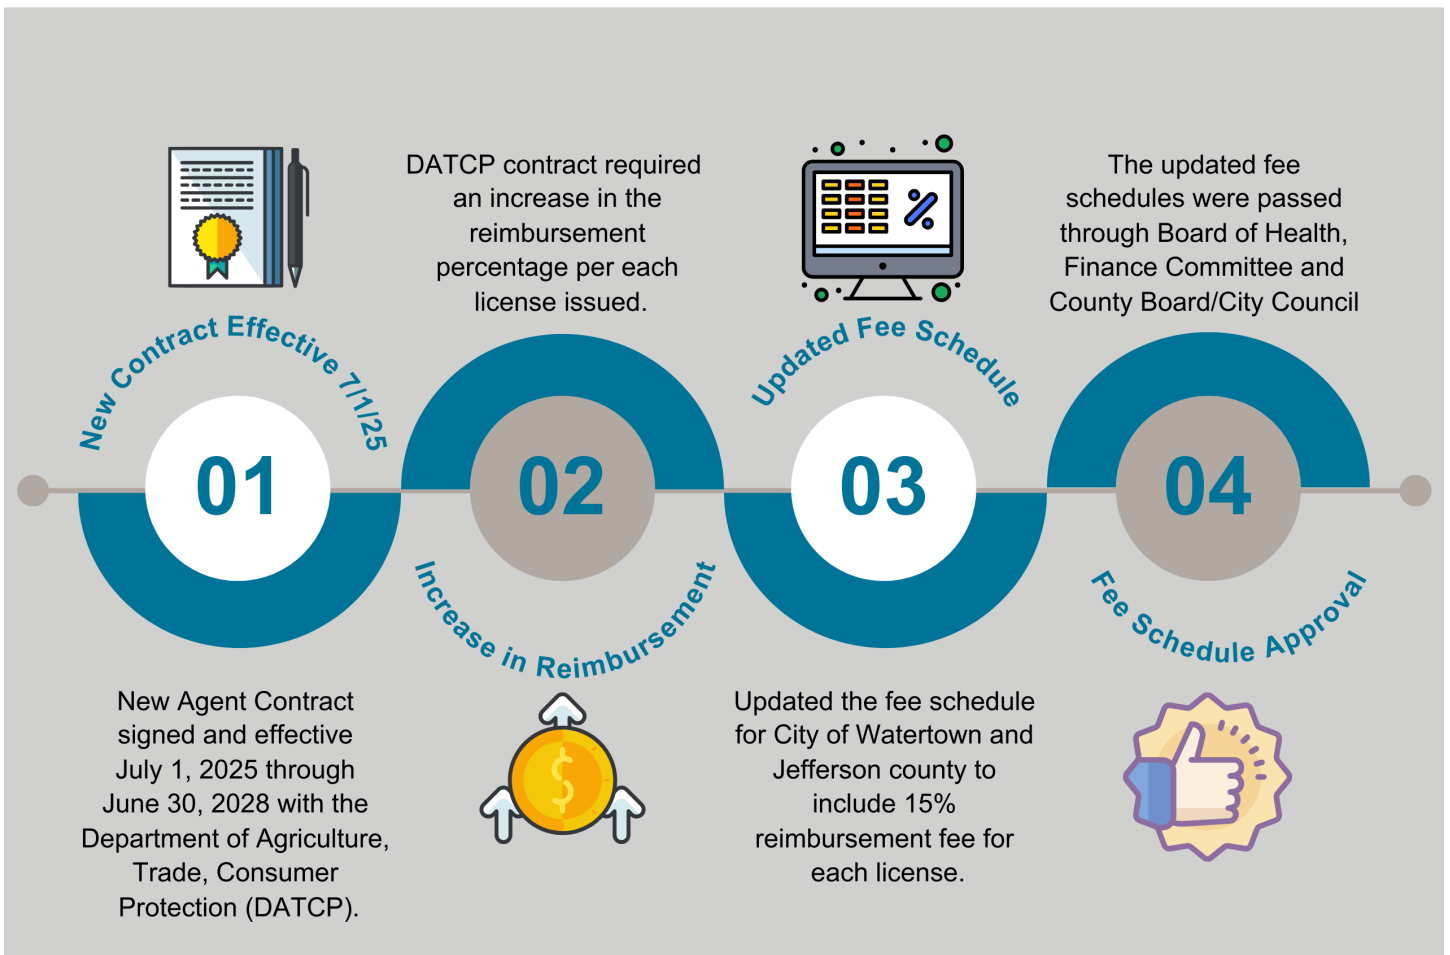 New Contract Effective 7/1/25
01
New Agent Contract
signed and effective
July 1, 2025 through
June 30, 2028 with the
Department of Agriculture,
Trade, Consumer
Protection (DATCP).
DATCP contract required
an increase in the
reimbursement
percentage per each
license issued.
02
Increase in Reimbursement
$
%
Updated Fee Schedule
03
Updated the fee schedule
for City of Watertown and
Jefferson county to
include 15%
reimbursement fee for
each license.
The updated fee
schedules were passed
through Board of Health,
Finance Committee and
County Board/City Council
04
Fee Schedule Approval